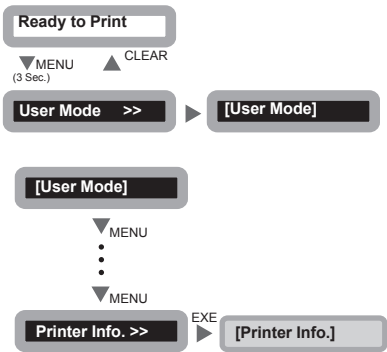 Ready to Print
MENU
(3 Sec.)
CLEAR
User Mode >>
[User Mode]
[User Mode]
MENU
MENU
Printer Info. >>
EXE
[Printer Info.]